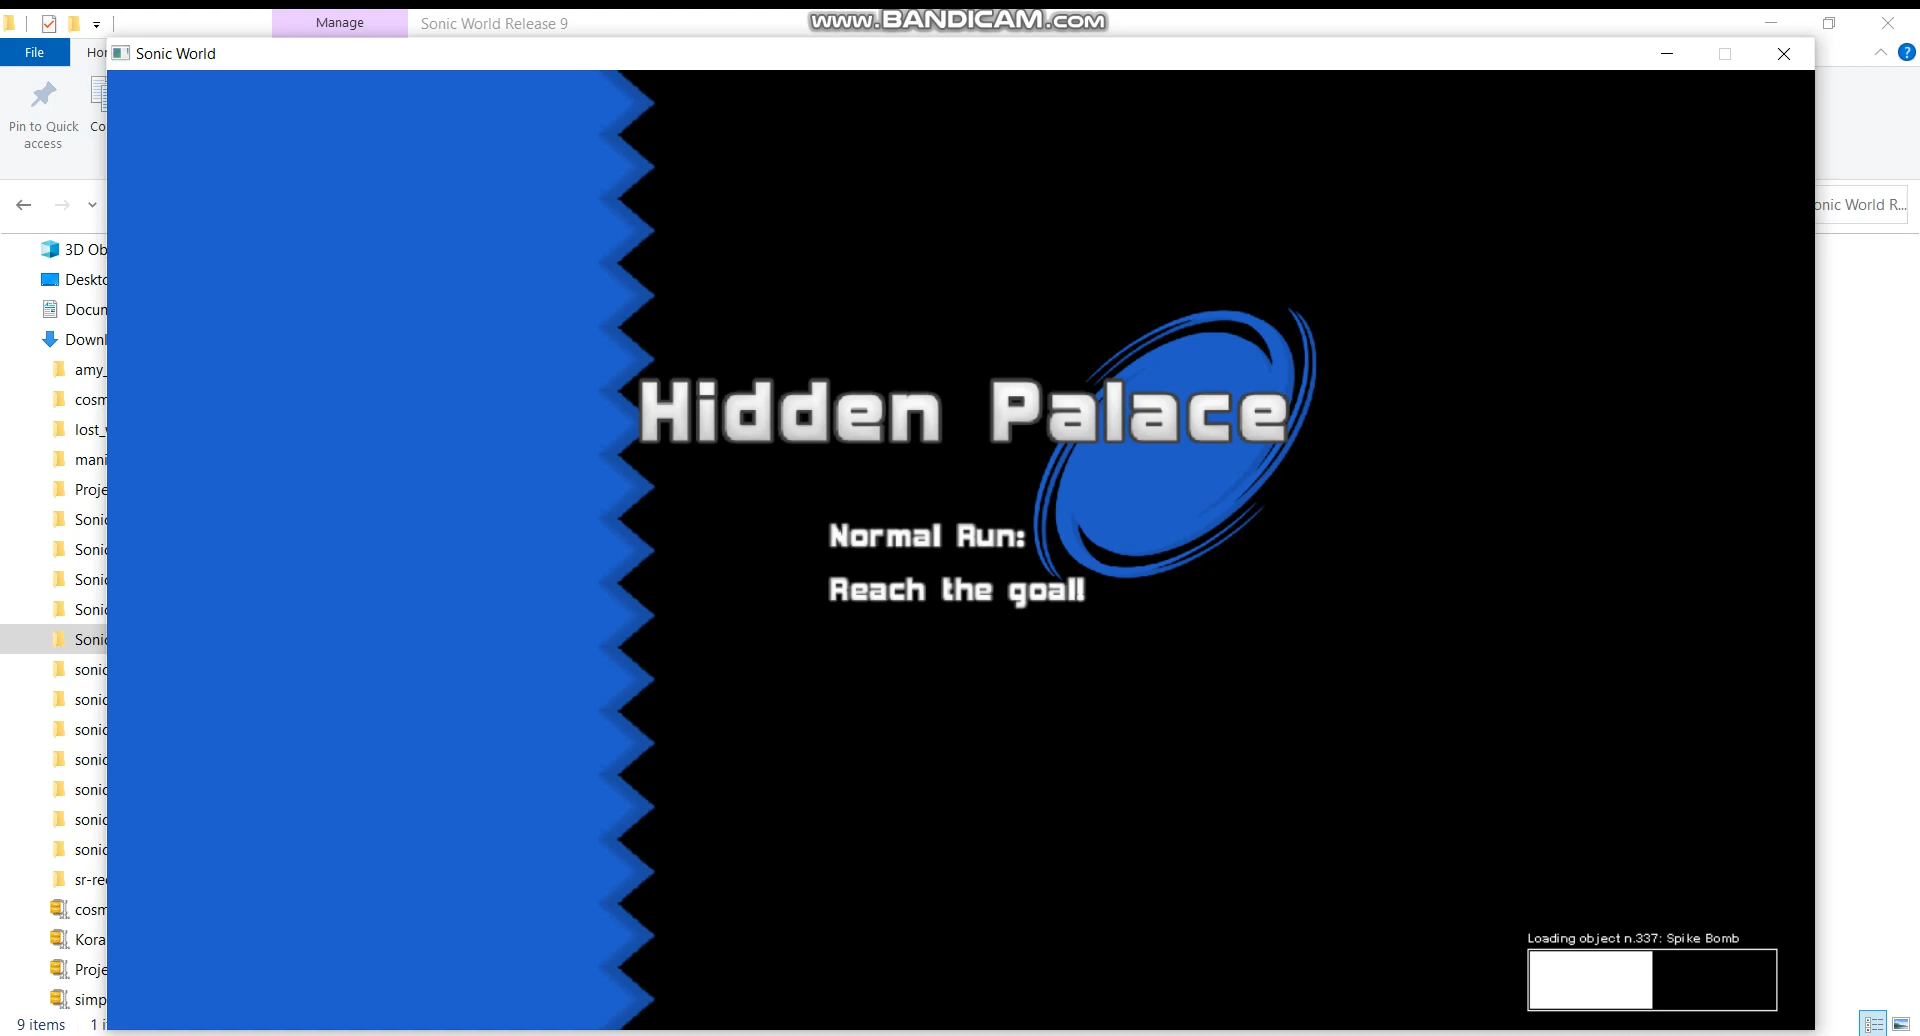 www.BANDICAM.com
Manage
Sonic World Release 9
File
Sonic World
Pin to Quick
access
onic World R...
3D Ob
Deskto
Docun
Downl
amy_
cosm
lost_
mani
Proje
Sonic
Sonic
Sonic
Sonic
Sonic
sonic
sonic
sonic
sonic
sonic
sonic
sonic
sr-re
cosm
Kora
Proje
simp
9 items
Hidden Palace
Normal Run:
Reach the goal!
Loading object n.337: Spike Bomb